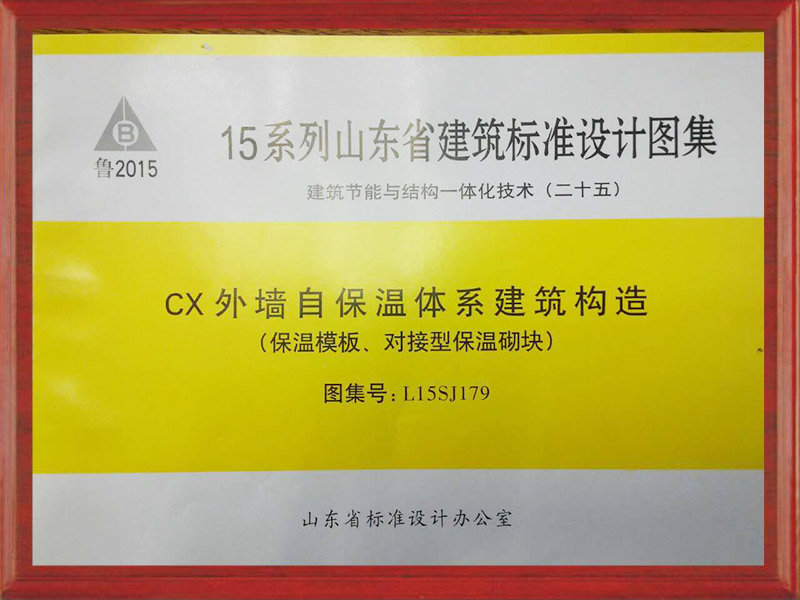 B
鲁2015
15系列山东省建筑标准设计图集
建筑节能与结构一体化技术（二十五）
CX外墙自保温体系建筑构造
（保温模板、对接型保温砌块）
图集号：L15SJ179
山东省标准设计办公室